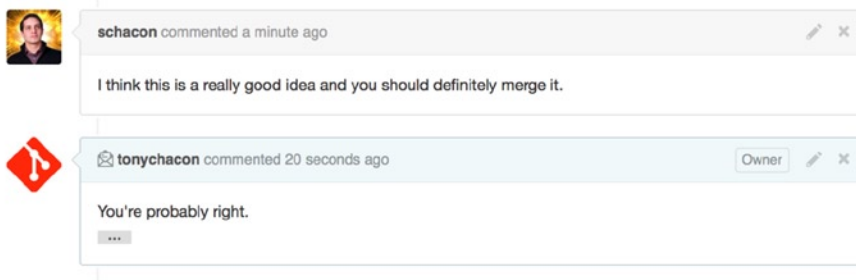 schacon commented a minute ago
I think this is a really good idea and you should definitely merge it.
tonychacon commented 20 seconds ago Owner
You're probably right.
...